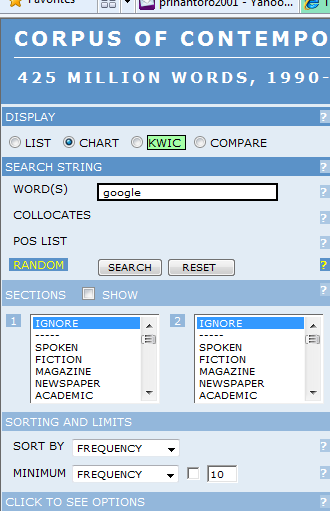 Favorites prihantoro2001 - Yahoo...
CORPUS OF CONTEMPO
425 MILLION WORDS, 1990-
DISPLAY ?
LIST CHART KWIC COMPARE
SEARCH STRING ?
WORD(S) google ?
COLLOCATES ?
POS LIST ?
RANDOM SEARCH RESET ?
SECTIONS SHOW ?
1 IGNORE 2 IGNORE
----- -----
SPOKEN SPOKEN
FICTION FICTION
MAGAZINE MAGAZINE
NEWSPAPER NEWSPAPER
ACADEMIC ACADEMIC
SORTING AND LIMITS ?
SORT BY FREQUENCY ?
MINIMUM FREQUENCY 10 ?
CLICK TO SEE OPTIONS ?